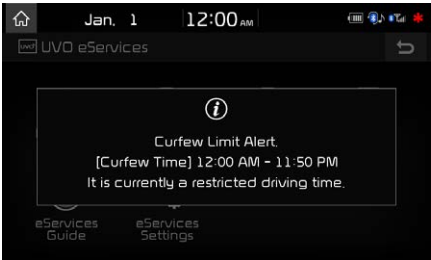 Jan. 1 12:00 AM
UVO UVO eServices
Curfew Limit Alert.
[Curfew Time] 12:00 AM - 11:50 PM
It is currently a restricted driving time.
eServices Guide
eServices Settings